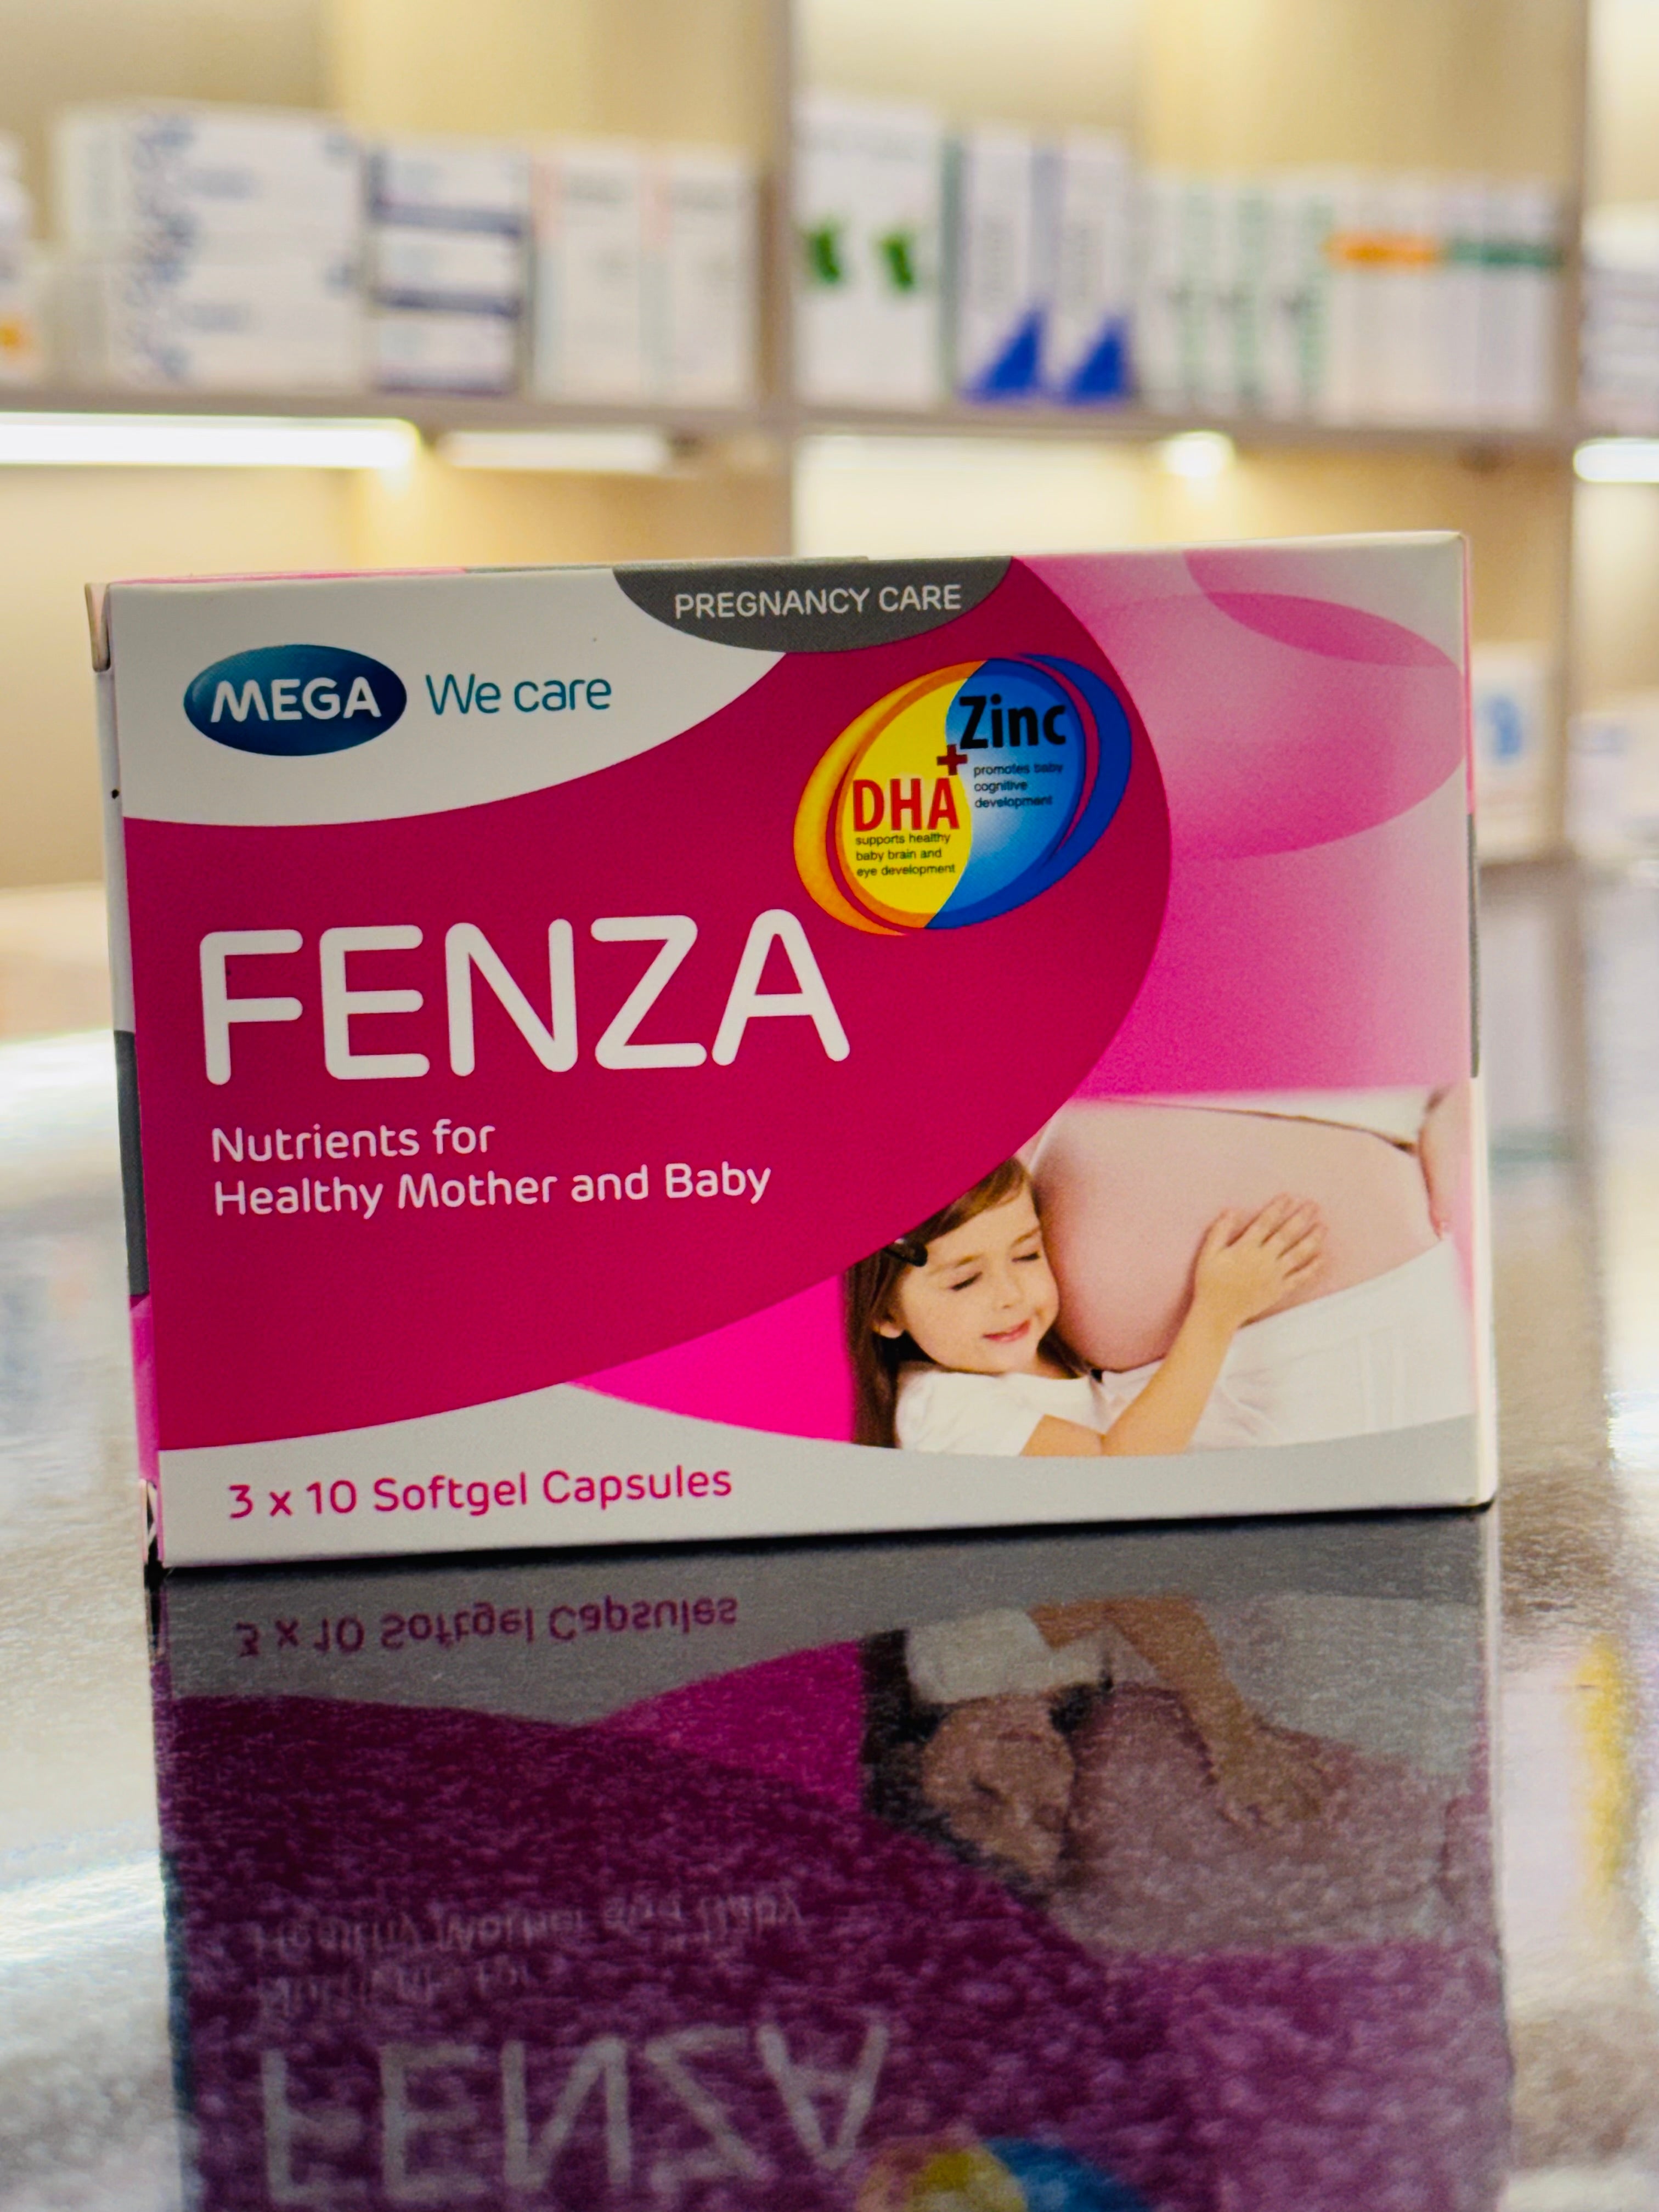 PREGNANCY CARE
MEGA We care
Zinc
promotes baby
cognitive
development
+
DHA
supports healthy
baby brain and
eye development
FENZA
Nutrients for
Healthy Mother and Baby
3 x 10 Softgel Capsules